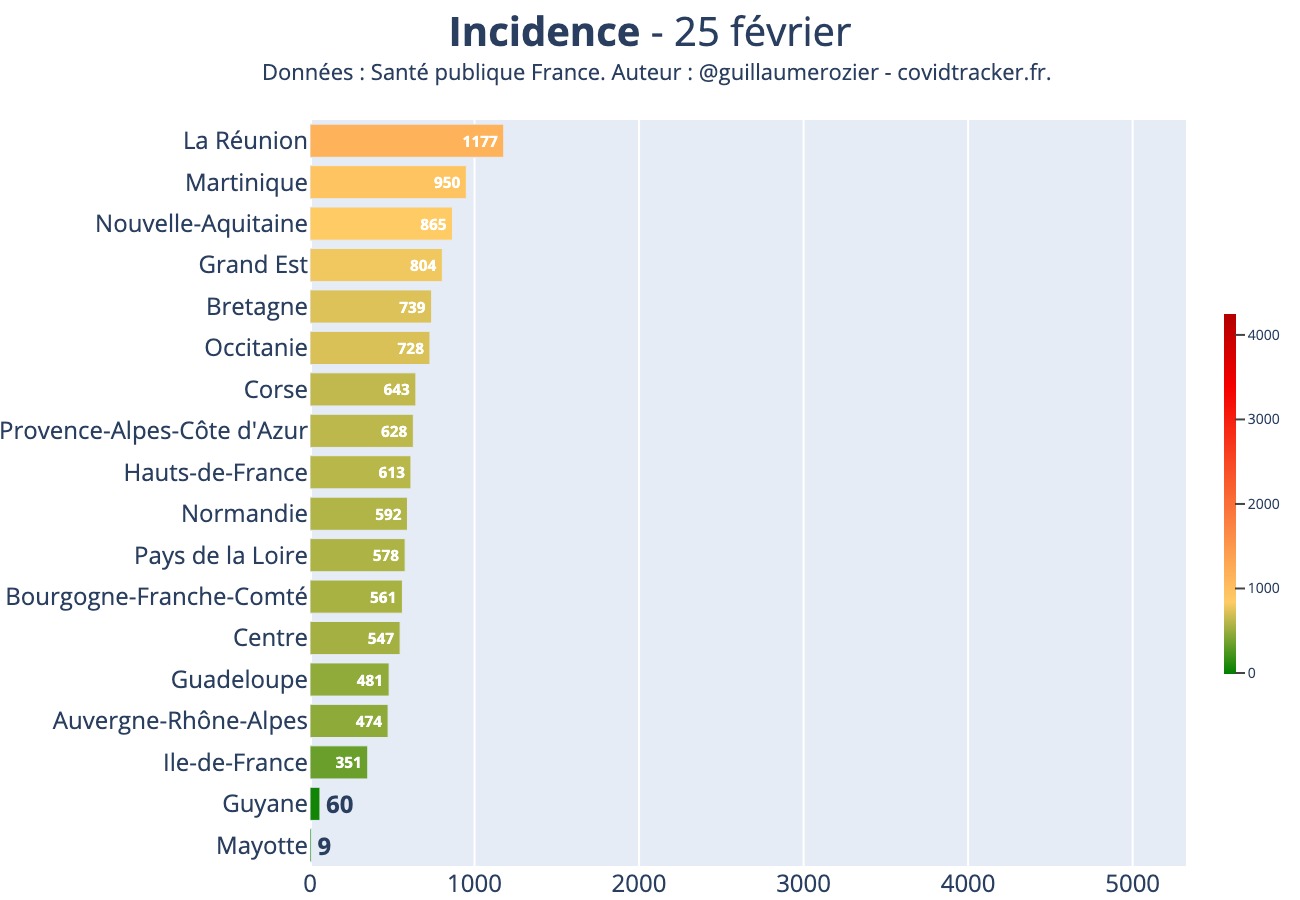 Incidence - 25 février
Données : Santé publique France. Auteur : @guillaumerozier - covidtracker.fr.
La Réunion 1177
Martinique 950
Nouvelle-Aquitaine 865
Grand Est 804
Bretagne 739
Occitanie 728
Corse 643
Provence-Alpes-Côte d'Azur 628
Hauts-de-France 613
Normandie 592
Pays de la Loire 578
Bourgogne-Franche-Comté 561
Centre 547
Guadeloupe 481
Auvergne-Rhône-Alpes 474
Ile-de-France 351
Guyane 60
Mayotte 9
0 1000 2000 3000 4000 5000
4000
3000
2000
1000
0